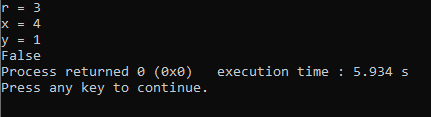 r = 3
x = 4
y = 1
False
Process returned 0 (0x0)   execution time : 5.934 s
Press any key to continue.